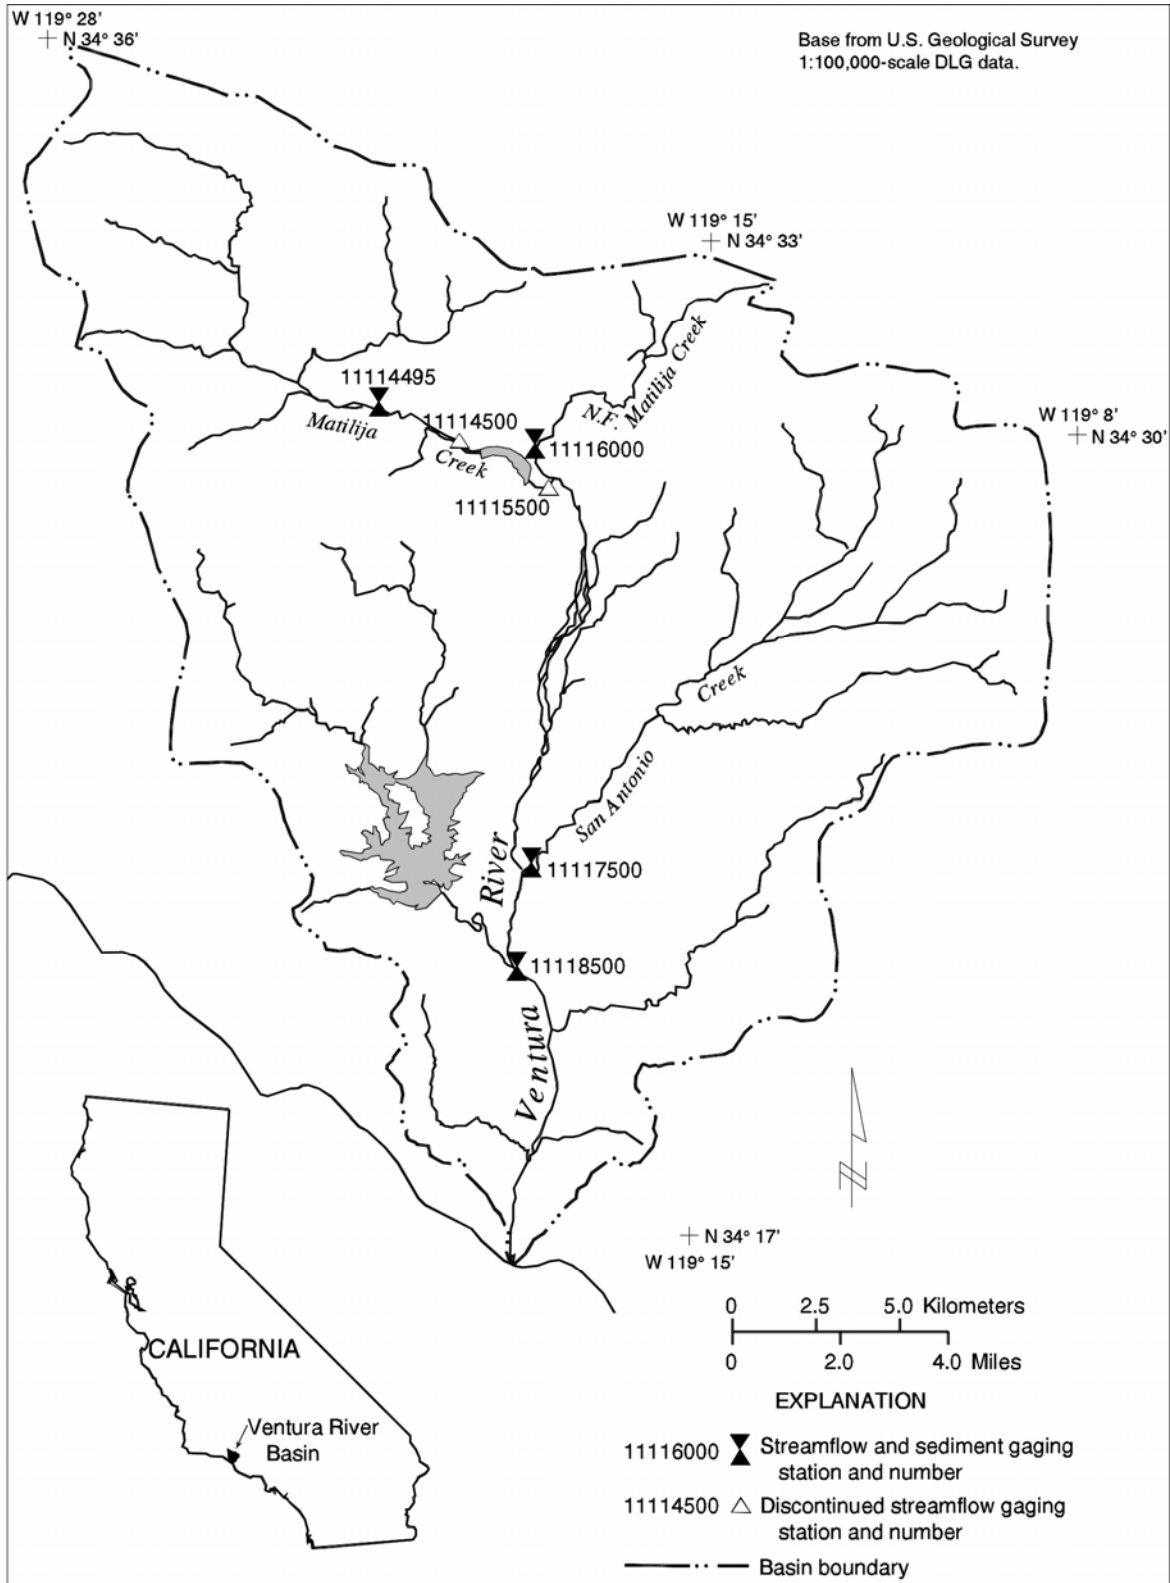 W 119° 28'
N 34° 36'
Base from U.S. Geological Survey
1:100,000-scale DLG data.
W 119° 15'
N 34° 33'
W 119° 8'
N 34° 30'
11114495
Matilija
Creek
11114500
N.F. Matilija Creek
11116000
11115500
Creek
San Antonio
River
11117500
11118500
Ventura
N
N 34° 17'
W 119° 15'
0 2.5 5.0 Kilometers
0 2.0 4.0 Miles
CALIFORNIA
Ventura River
Basin
EXPLANATION
11116000 Streamflow and sediment gaging
station and number
11114500 Discontinued streamflow gaging
station and number
Basin boundary